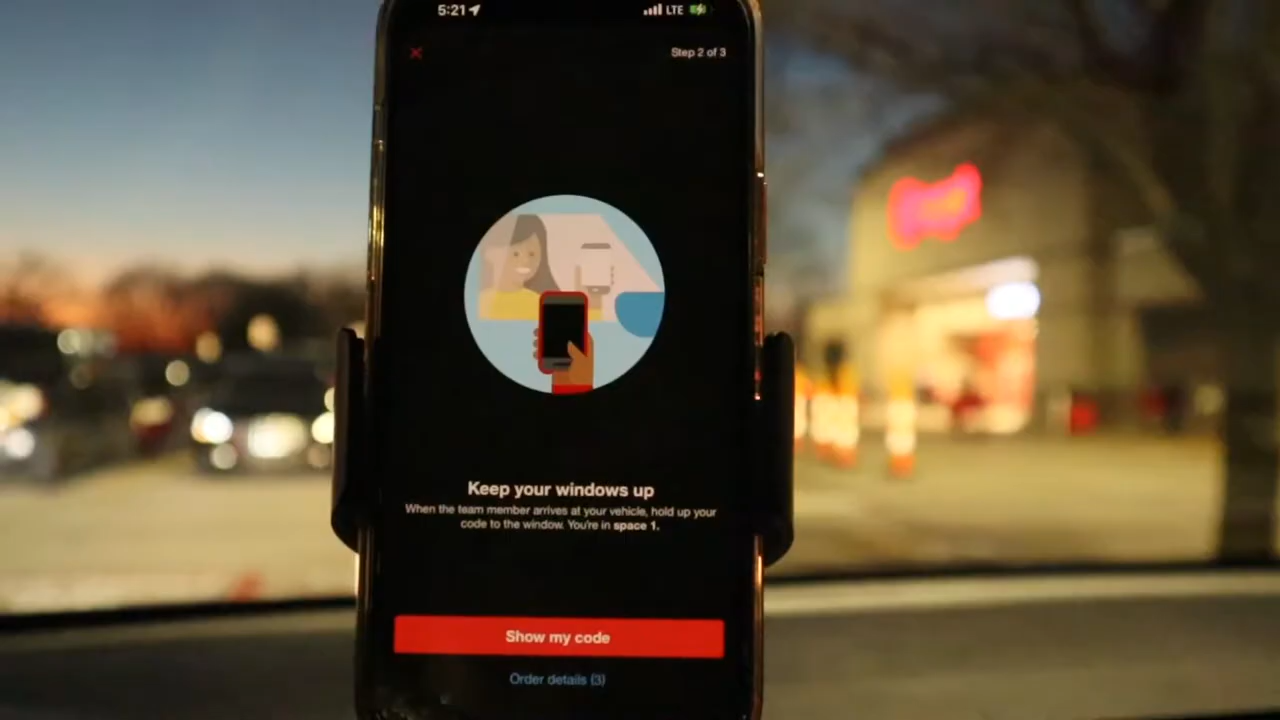 5:21
LTE
Step 2 of 3
Keep your windows up
When the team member arrives at your vehicle, hold up your
code to the window. You're in space 1.
Show my code
Order details (3)